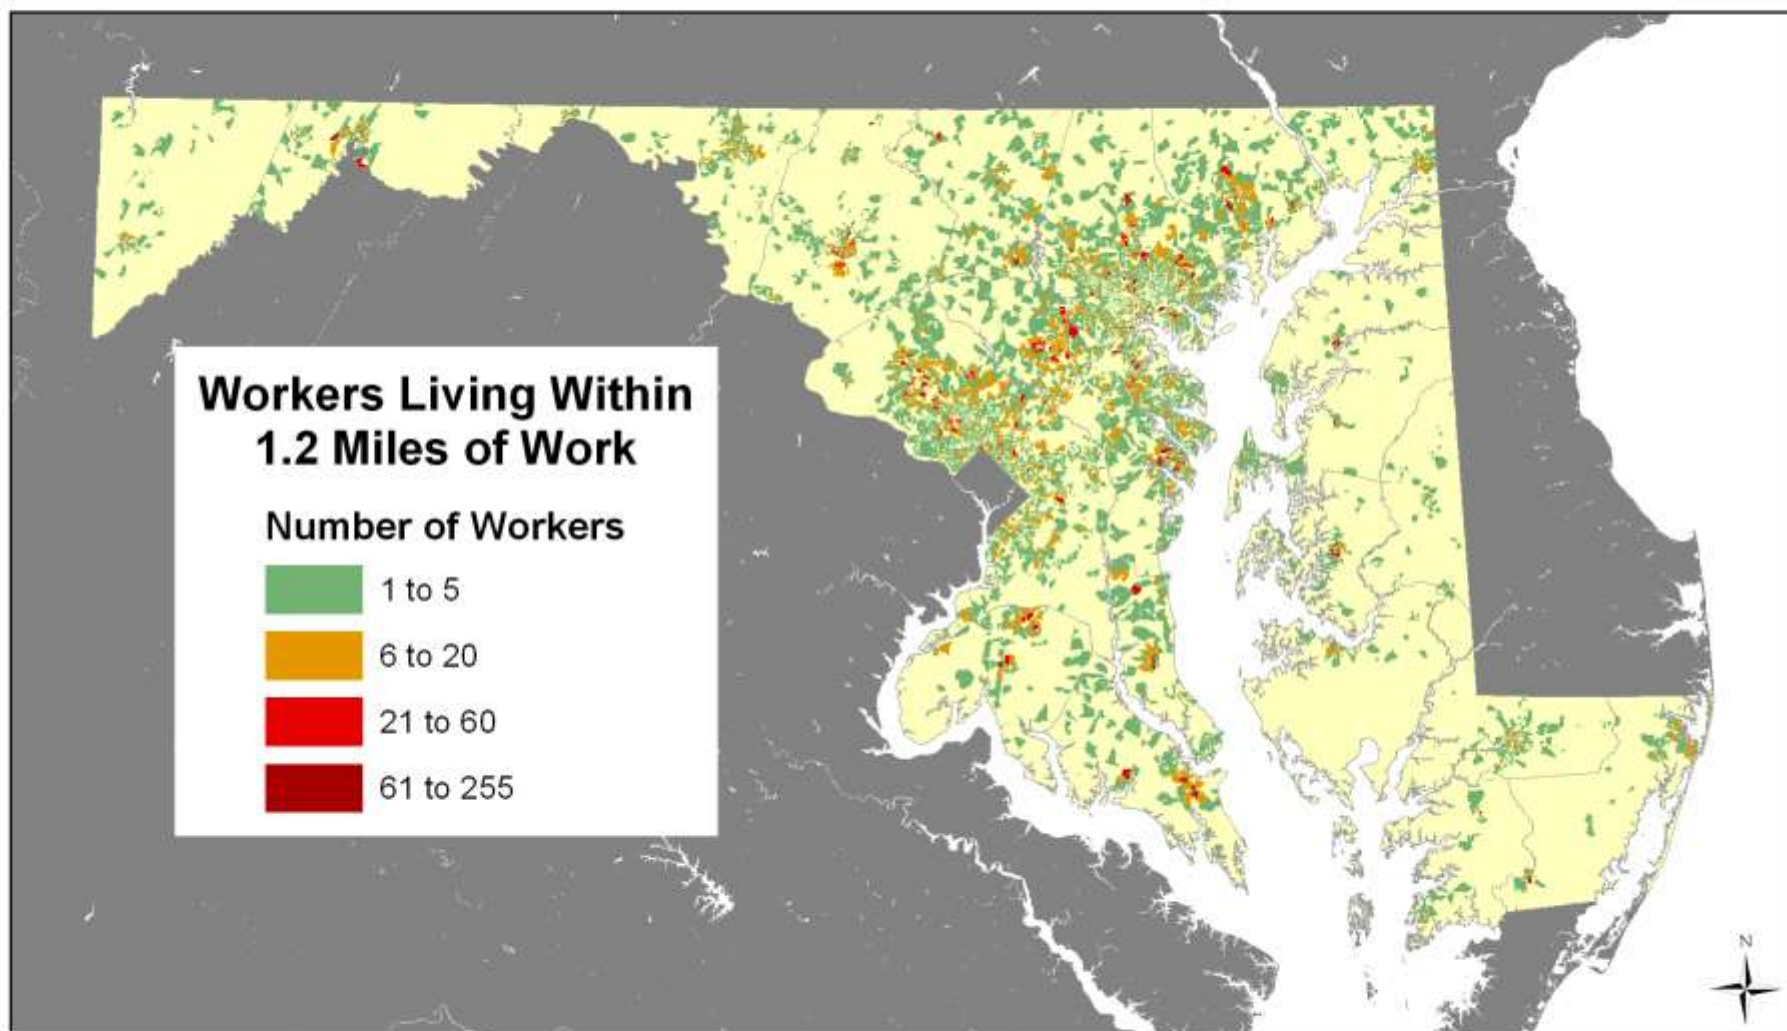 Workers Living Within
1.2 Miles of Work
Number of Workers
1 to 5
6 to 20
21 to 60
61 to 255
N